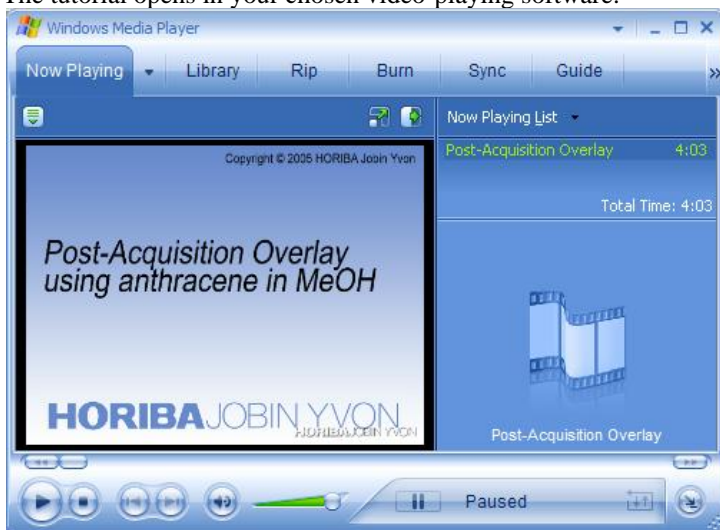 The tutorial opens in your chosen video-playing software.
Windows Media Player
Now Playing Library Rip Burn Sync Guide »
Now Playing List
Copyright © 2005 HORIBA Jobin Yvon
Post-Acquisition Overlay 4:03
Total Time: 4:03
Post-Acquisition Overlay
using anthracene in MeOH
HORIBAJOBIN YVON
HORIBAJOBIN YVON
Post-Acquisition Overlay
Paused